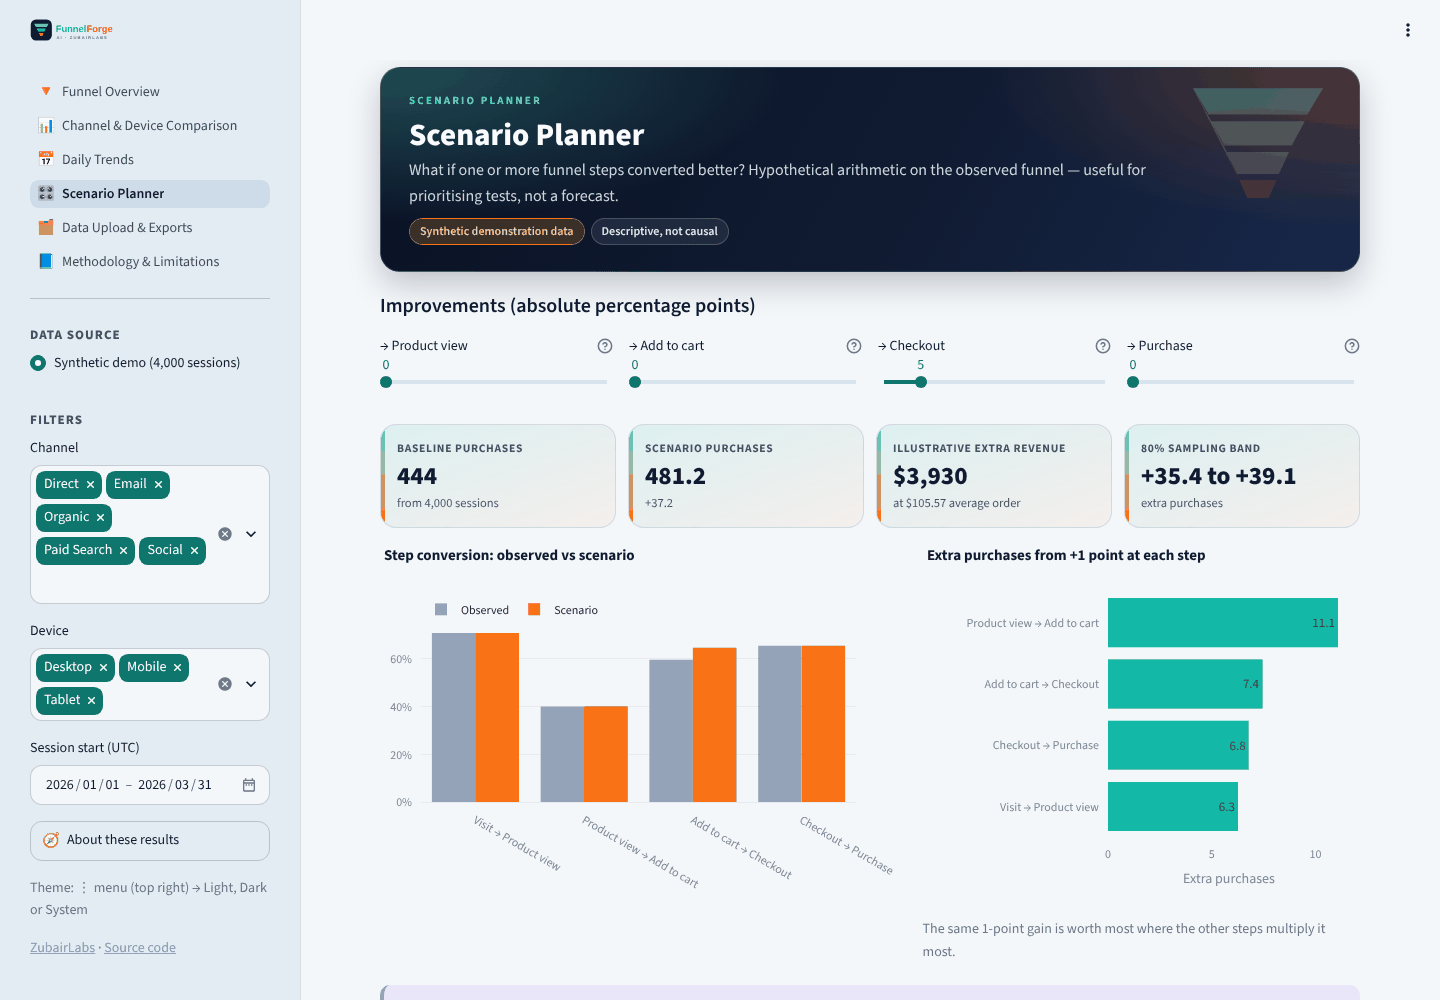 FunnelForge
AI · ZUBAIRLABS
Funnel Overview
Channel & Device Comparison
Daily Trends
Scenario Planner
Data Upload & Exports
Methodology & Limitations
DATA SOURCE
Synthetic demo (4,000 sessions)
FILTERS
Channel
Direct × Email ×
Organic ×
Paid Search × Social ×
Device
Desktop × Mobile ×
Tablet ×
Session start (UTC)
2026 / 01 / 01 – 2026 / 03 / 31
About these results
Theme: ⋮ menu (top right) → Light, Dark
or System
ZubairLabs · Source code
SCENARIO PLANNER
Scenario Planner
What if one or more funnel steps converted better? Hypothetical arithmetic on the observed funnel — useful for
prioritising tests, not a forecast.
Synthetic demonstration data Descriptive, not causal
Improvements (absolute percentage points)
→ Product view
0
→ Add to cart
0
→ Checkout
5
→ Purchase
0
BASELINE PURCHASES
444
from 4,000 sessions
SCENARIO PURCHASES
481.2
+37.2
ILLUSTRATIVE EXTRA REVENUE
$3,930
at $105.57 average order
80% SAMPLING BAND
+35.4 to +39.1
extra purchases
Step conversion: observed vs scenario
Observed Scenario
60%
40%
20%
0%
Visit → Product view
Product view → Add to cart
Add to cart → Checkout
Checkout → Purchase
Extra purchases from +1 point at each step
Product view → Add to cart 11.1
Add to cart → Checkout 7.4
Checkout → Purchase 6.8
Visit → Product view 6.3
0 5 10
Extra purchases
The same 1-point gain is worth most where the other steps multiply it
most.